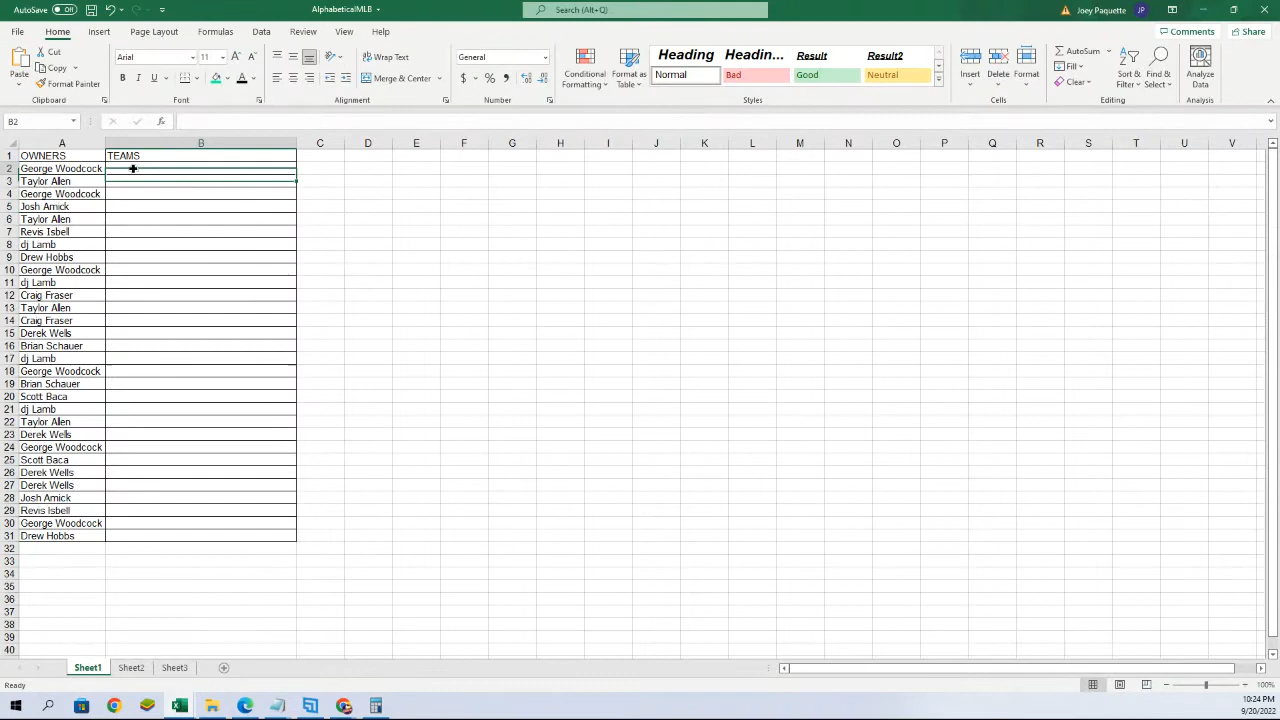 AutoSave Off AlphabeticalMLB Search (Alt+Q) Joey Paquette JP
File Home Insert Page Layout Formulas Data Review View Help Comments Share
Paste Cut Copy Format Painter Clipboard
Arial 11 B I U A Font
Wrap Text Merge & Center Alignment
General $ % Number
Conditional Formatting Format as Table
Heading Headin... Result Result2
Normal Bad Good Neutral
Styles
Insert Delete Format Cells
AutoSum Fill Clear Sort & Filter Find & Select Editing
Analyze Data Analysis
B2 fx
A B C D E F G H I J K L M N O P Q R S T U V
1 OWNERS TEAMS
2 George Woodcock
3 Taylor Allen
4 George Woodcock
5 Josh Amick
6 Taylor Allen
7 Revis Isbell
8 dj Lamb
9 Drew Hobbs
10 George Woodcock
11 dj Lamb
12 Craig Fraser
13 Taylor Allen
14 Craig Fraser
15 Derek Wells
16 Brian Schauer
17 dj Lamb
18 George Woodcock
19 Brian Schauer
20 Scott Baca
21 dj Lamb
22 Taylor Allen
23 Derek Wells
24 George Woodcock
25 Scott Baca
26 Derek Wells
27 Derek Wells
28 Josh Amick
29 Revis Isbell
30 George Woodcock
31 Drew Hobbs
32
33
34
35
36
37
38
39
40
Sheet1 Sheet2 Sheet3
Ready 100%
10:24 PM
9/20/2022